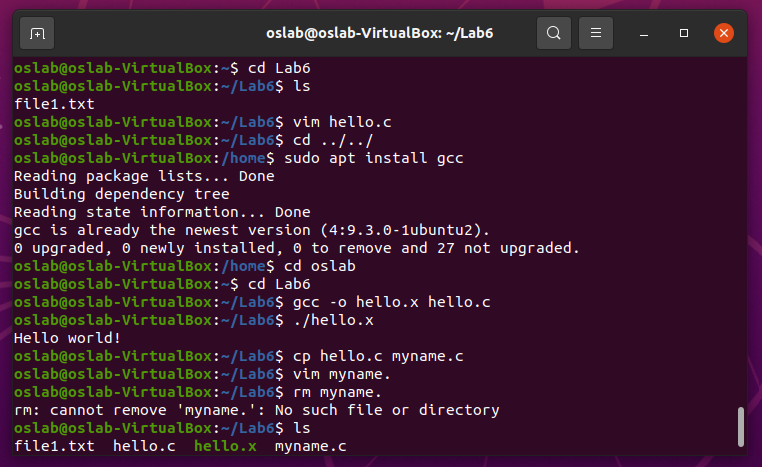 oslab@oslab-VirtualBox: ~/Lab6
oslab@oslab-VirtualBox:~$ cd Lab6
oslab@oslab-VirtualBox:~/Lab6$ ls
file1.txt
oslab@oslab-VirtualBox:~/Lab6$ vim hello.c
oslab@oslab-VirtualBox:~/Lab6$ cd ../../
oslab@oslab-VirtualBox:/home$ sudo apt install gcc
Reading package lists... Done
Building dependency tree
Reading state information... Done
gcc is already the newest version (4:9.3.0-1ubuntu2).
0 upgraded, 0 newly installed, 0 to remove and 27 not upgraded.
oslab@oslab-VirtualBox:/home$ cd oslab
oslab@oslab-VirtualBox:~$ cd Lab6
oslab@oslab-VirtualBox:~/Lab6$ gcc -o hello.x hello.c
oslab@oslab-VirtualBox:~/Lab6$ ./hello.x
Hello world!
oslab@oslab-VirtualBox:~/Lab6$ cp hello.c myname.c
oslab@oslab-VirtualBox:~/Lab6$ vim myname.
oslab@oslab-VirtualBox:~/Lab6$ rm myname.
rm: cannot remove 'myname.': No such file or directory
oslab@oslab-VirtualBox:~/Lab6$ ls
file1.txt  hello.c  hello.x  myname.c